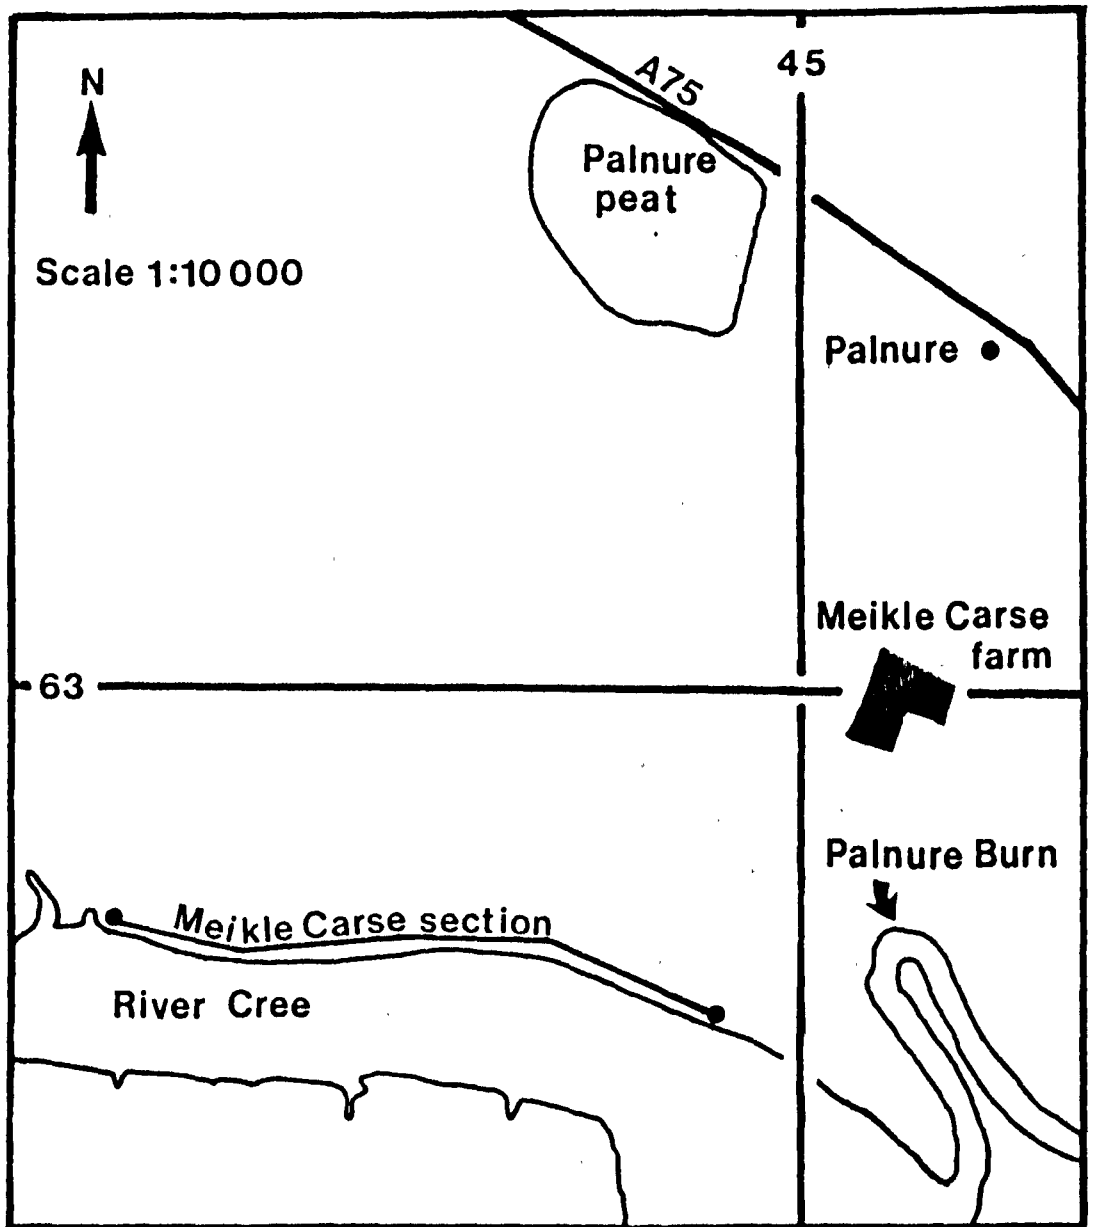 N
A75
45
Palnure
peat
Scale 1:10 000
Palnure
Meikle Carse
farm
63
Palnure Burn
Meikle Carse section
River Cree